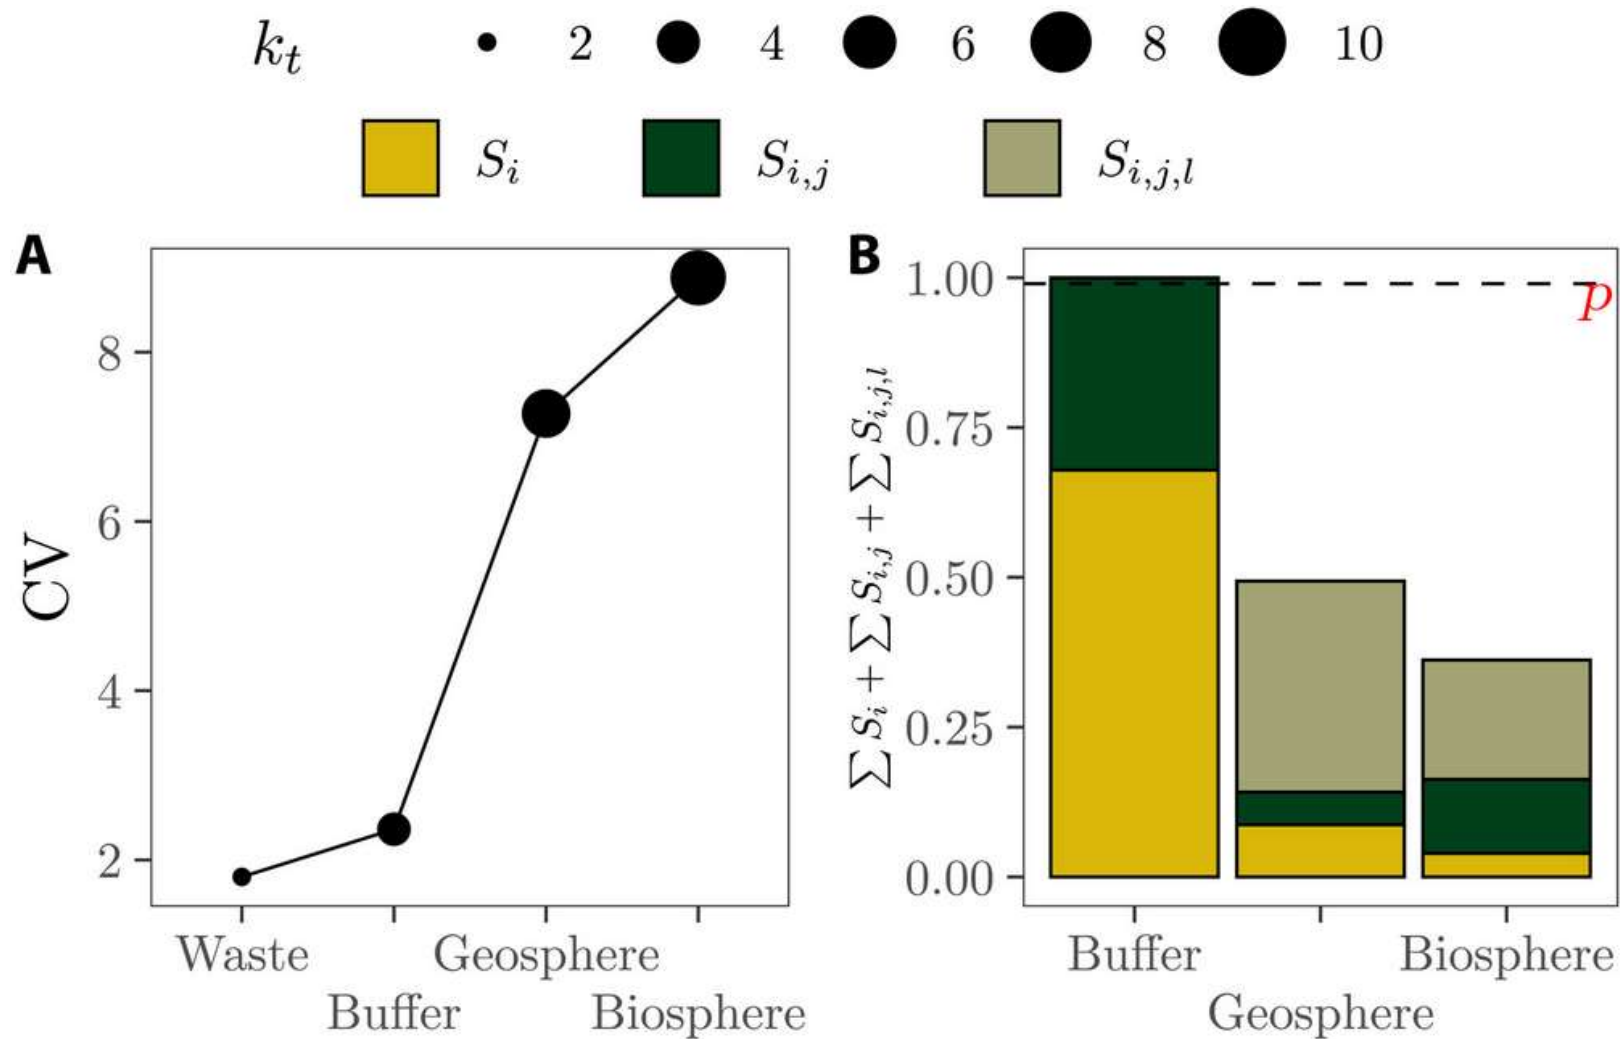 k_t 2 4 6 8 10
S_i S_{i,j} S_{i,j,l}
A
CV
8
6
4
2
Waste Geosphere
Buffer Biosphere
B
∑ S_i + ∑ S_{i,j} + ∑ S_{i,j,l}
1.00
0.75
0.50
0.25
0.00
p
Buffer Biosphere
Geosphere